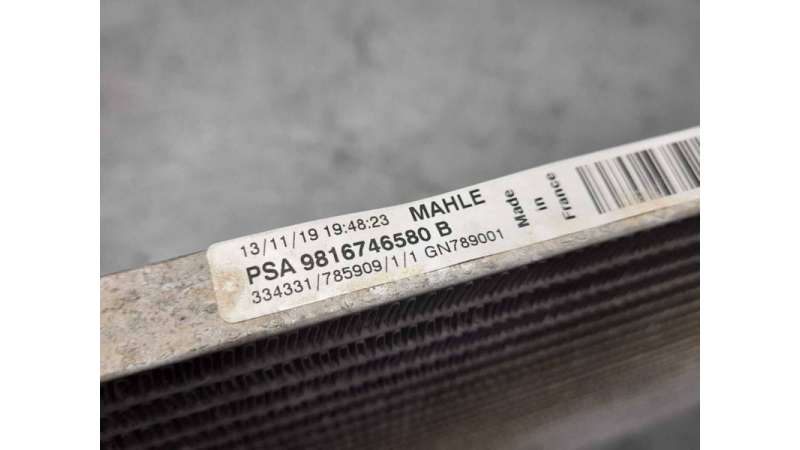 13/11/19 19:48:23 MAHLE
PSA 9816746580 B
334331/785909/1/1 GN789001
Made
in
France